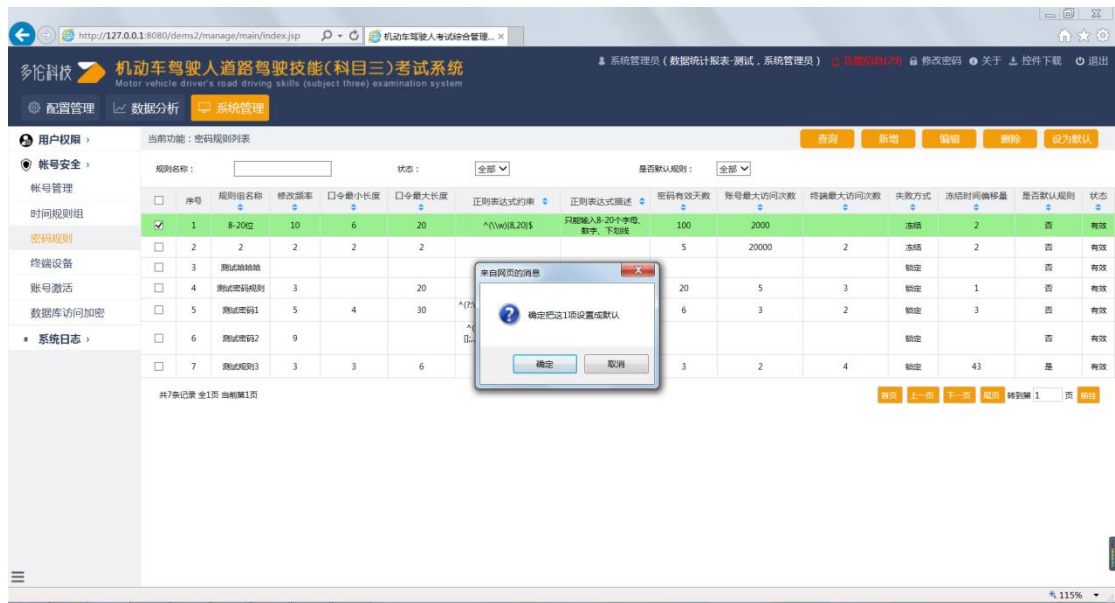 http://127.0.0.1:8080/dems2/manage/main/index.jsp
机动车驾驶人考试综合管理... ×
多伦科技
机动车驾驶人道路驾驶技能(科目三)考试系统
Motor vehicle driver's road driving skills (subject three) examination system
系统管理员 ( 数据统计报表-测试 , 系统管理员 ) 告警信息(29) 修改密码 关于 控件下载 退出
配置管理 数据分析 系统管理
用户权限
帐号安全
帐号管理
时间规则组
密码规则
终端设备
账号激活
数据库访问加密
系统日志
当前功能 : 密码规则列表
查询 新增 编辑 删除 设为默认
规则名称 : 状态 : 全部 是否默认规则 : 全部
序号 规则组名称 修改频率 口令最小长度 口令最大长度 正则表达式约束 正则表达式描述 密码有效天数 账号最大访问次数 终端最大访问次数 失败方式 冻结时间偏移量 是否默认规则 状态
1 8-20位 10 6 20 ^(\\w){8,20}$ 只能输入8-20个字母、数字、下划线 100 2000 冻结 2 否 有效
2 2 2 2 2 5 20000 2 冻结 2 否 有效
3 测试哈哈哈 锁定 否 有效
4 测试密码规则 3 20 20 5 3 锁定 1 否 有效
5 测试密码1 5 4 30 6 3 2 锁定 3 否 有效
6 测试密码2 9 锁定 否 有效
7 测试规则3 3 3 6 3 2 4 锁定 43 是 有效
来自网页的消息
确定把这1项设置成默认
确定 取消
共7条记录 全1页 当前第1页
首页 上一页 下一页 尾页 转到第 1 页 前往
115%